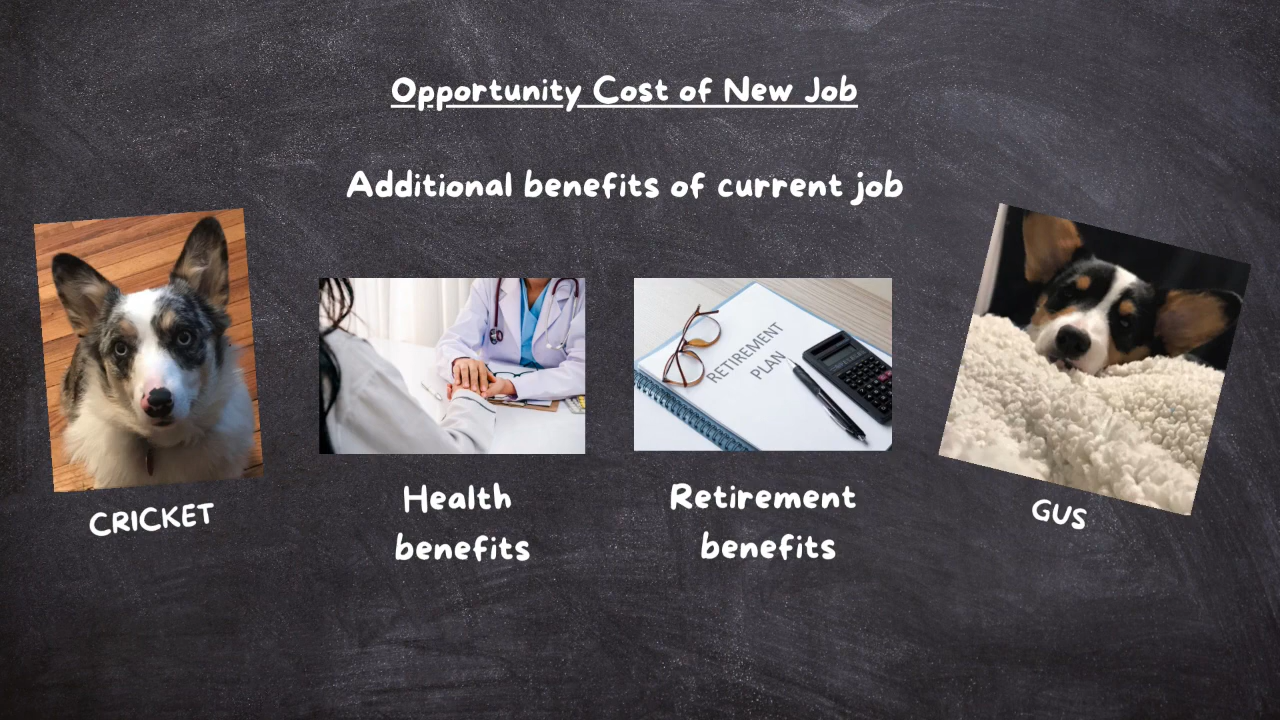 Opportunity Cost of New Job
Additional benefits of current job
RETIREMENT
PLAN
CRICKET
Health
benefits
Retirement
benefits
GUS